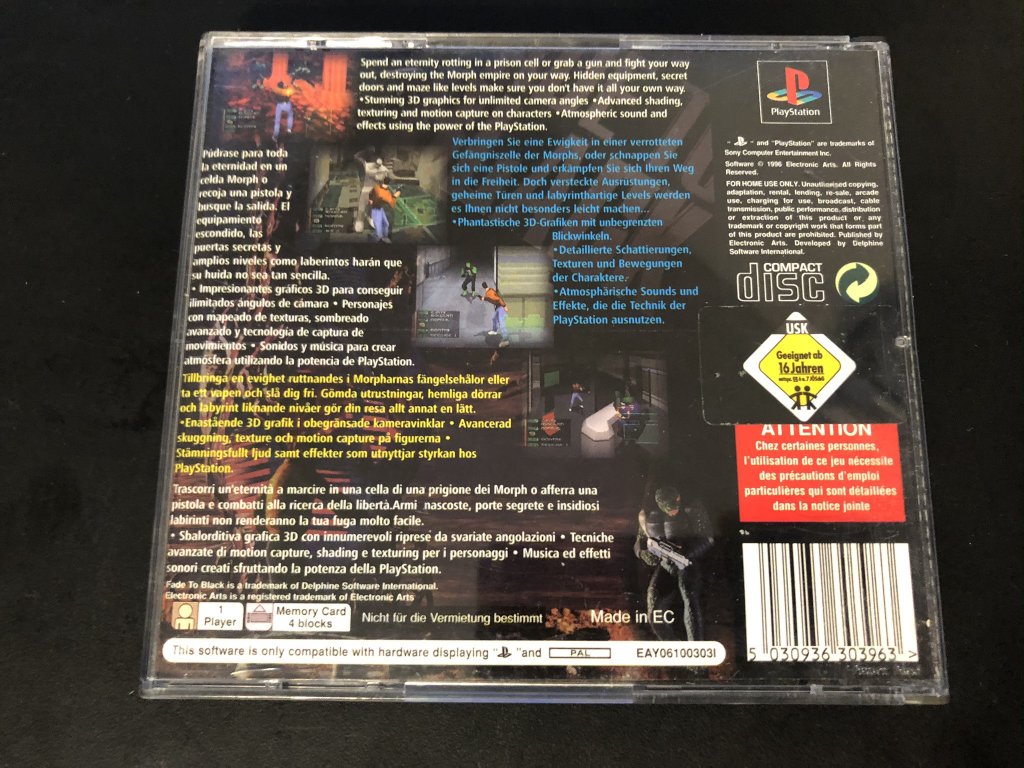 Spend an eternity rotting in a prison cell or grab a gun and fight your way
out, destroying the Morph empire on your way. Hidden equipment, secret
doors and maze like levels make sure you don't have it all your own way.
•Stunning 3D graphics for unlimited camera angles •Advanced shading,
texturing and motion capture on characters •Atmospheric sound and
effects using the power of the PlayStation.
Verbringen Sie eine Ewigkeit in einer verrotteten
Gefängniszelle der Morphs, oder schnappen Sie
sich eine Pistole und erkämpfen Sie sich Ihren Weg
in die Freiheit. Doch versteckte Ausrüstungen,
geheime Türen und labyrinthartige Levels werden
es Ihnen nicht besonders leicht machen...
•Phantastische 3D-Grafiken mit unbegrenzten
Blickwinkeln.
•Detaillierte Schattierungen,
Texturen und Bewegungen
der Charaktere.
•Atmosphärische Sounds und
Effekte, die die Technik der
PlayStation ausnutzen.
Púdrase para toda
la eternidad en un
celda Morph o
recoja una pistola y
busque la salida. El
equipamiento
escondido, las
puertas secretas y
amplios niveles como laberintos harán que
su huida no sea tan sencilla.
• Impresionantes gráficos 3D para conseguir
ilimitados ángulos de cámara • Personajes
con mapeado de texturas, sombreado
avanzado y tecnología de captura de
movimientos • Sonidos y música para crear
atmósfera utilizando la potencia de PlayStation.
Tillbringa en evighet ruttnandes i Morpharnas fängelsehålor eller
ta ett vapen och slå dig fri. Gömda utrustningar, hemliga dörrar
och labyrint liknande nivåer gör din resa allt annat en lätt.
•Enastående 3D grafik i obegränsade kameravinklar • Avancerad
skuggning, texture och motion capture på figurerna •
Stämningsfullt ljud samt effekter som utnyttjar styrkan hos
PlayStation.
Trascorri un'eternità a marcire in una cella di una prigione dei Morph o afferra una
pistola e combatti alla ricerca della libertà.Armi nascoste, porte segrete e insidiosi
labirinti non renderanno la tua fuga molto facile.
• Sbalorditiva grafica 3D con innumerevoli riprese da svariate angolazioni • Tecniche
avanzate di motion capture, shading e texturing per i personaggi • Musica ed effetti
sonori creati sfruttando la potenza della PlayStation.
Fade To Black is a trademark of Delphine Software International.
Electronic Arts is a registered trademark of Electronic Arts
1
Player
Memory Card
4 blocks
Nicht für die Vermietung bestimmt
Made in EC
This software is only compatible with hardware displaying " " and PAL EAY06100303I
PlayStation
" " and "PlayStation" are trademarks of
Sony Computer Entertainment Inc.
Software © 1996 Electronic Arts. All Rights
Reserved.
FOR HOME USE ONLY. Unauthorised copying,
adaptation, rental, lending, re-sale, arcade
use, charging for use, broadcast, cable
transmission, public performance, distribution
or extraction of this product or any
trademark or copyright work that forms part
of this product are prohibited. Published by
Electronic Arts. Developed by Delphine
Software International.
COMPACT
disc
USK
Geeignet ab
16 Jahren
ATTENTION
Chez certaines personnes,
l'utilisation de ce jeu nécessite
des précautions d'emploi
particulières qui sont détaillées
dans la notice jointe
5 030936 303963 >